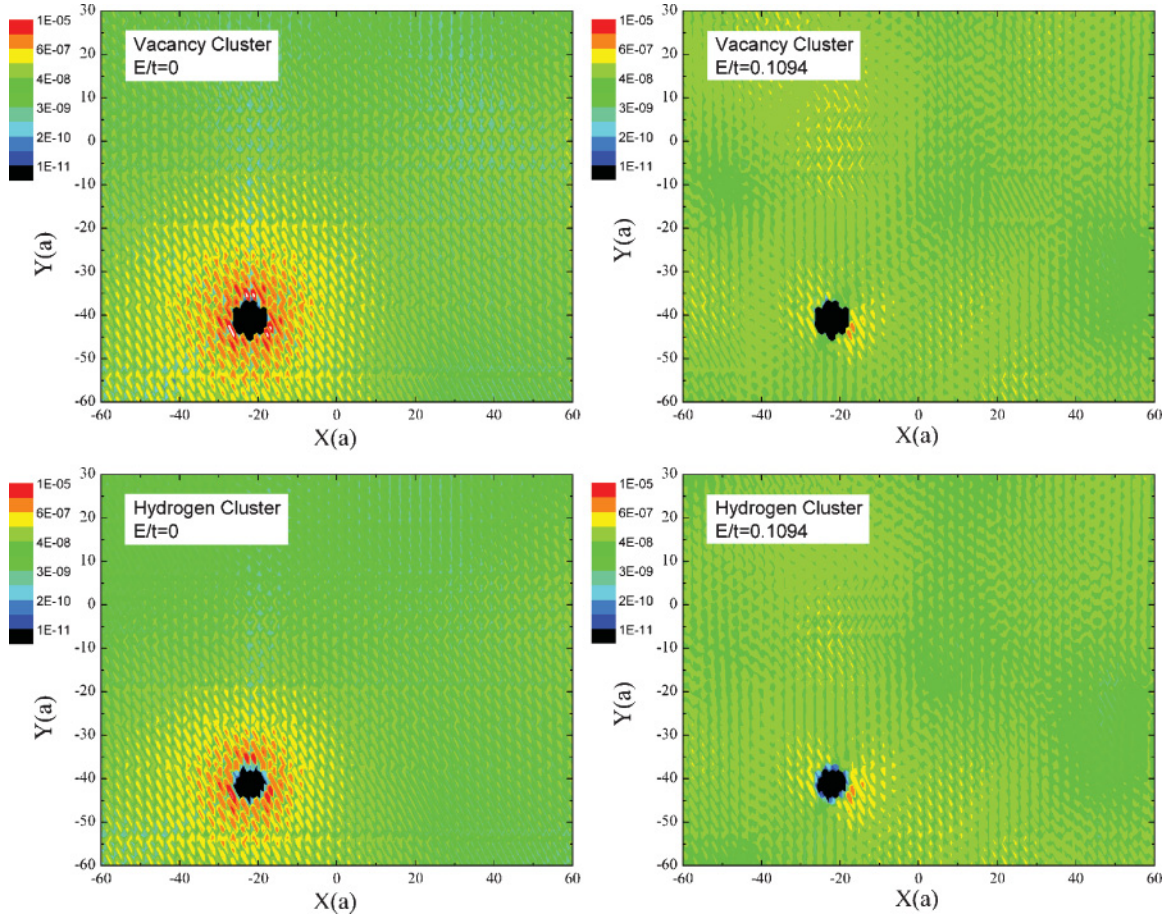 1E-05
6E-07
4E-08
3E-09
2E-10
1E-11
Vacancy Cluster
E/t=0
30
20
10
0
-10
-20
-30
-40
-50
-60
Y(a)
-60 -40 -20 0 20 40 60
X(a)
1E-05
6E-07
4E-08
3E-09
2E-10
1E-11
Vacancy Cluster
E/t=0.1094
30
20
10
0
-10
-20
-30
-40
-50
-60
Y(a)
-60 -40 -20 0 20 40 60
X(a)
1E-05
6E-07
4E-08
3E-09
2E-10
1E-11
Hydrogen Cluster
E/t=0
30
20
10
0
-10
-20
-30
-40
-50
-60
Y(a)
-60 -40 -20 0 20 40 60
X(a)
1E-05
6E-07
4E-08
3E-09
2E-10
1E-11
Hydrogen Cluster
E/t=0.1094
30
20
10
0
-10
-20
-30
-40
-50
-60
Y(a)
-60 -40 -20 0 20 40 60
X(a)